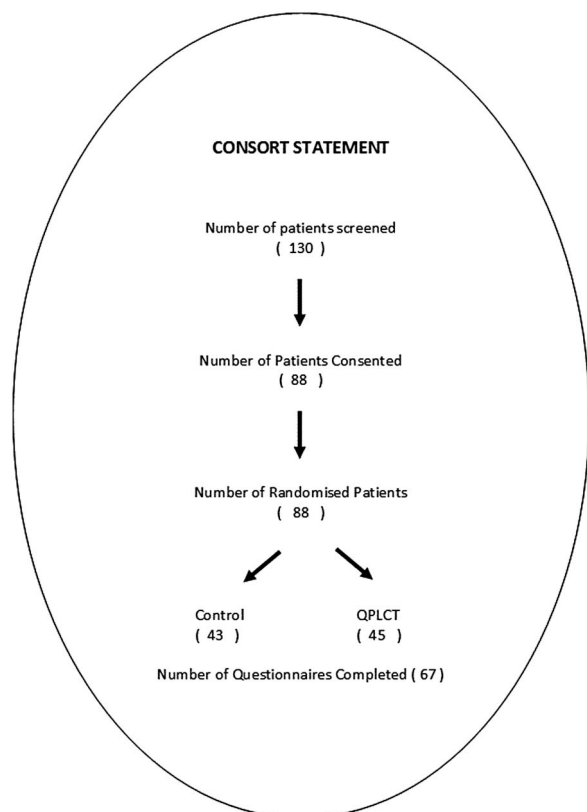 CONSORT STATEMENT
Number of patients screened
( 130 )
Number of Patients Consented
( 88 )
Number of Randomised Patients
( 88 )
Control QPLCT
( 43 ) ( 45 )
Number of Questionnaires Completed ( 67 )